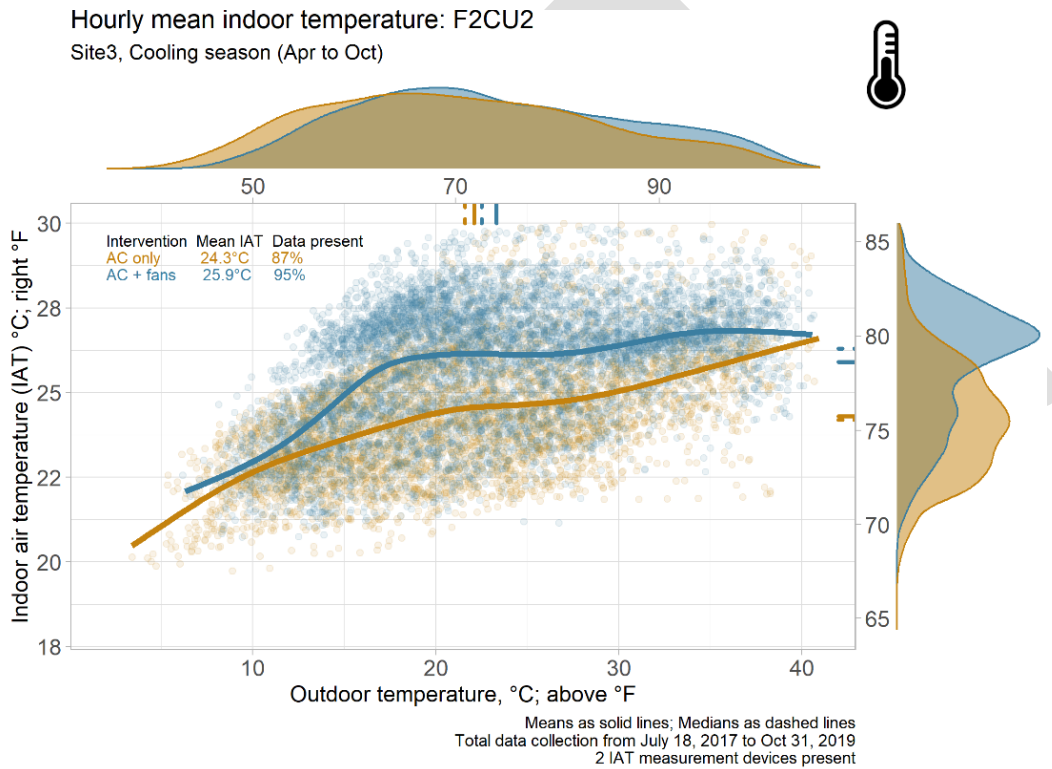 Hourly mean indoor temperature: F2CU2
Site3, Cooling season (Apr to Oct)
50 70 90
30
28
25
22
20
18
Intervention Mean IAT Data present
AC only 24.3°C 87%
AC + fans 25.9°C 95%
85
80
75
70
65
Indoor air temperature (IAT) °C; right °F
10 20 30 40
Outdoor temperature, °C; above °F
Means as solid lines; Medians as dashed lines
Total data collection from July 18, 2017 to Oct 31, 2019
2 IAT measurement devices present